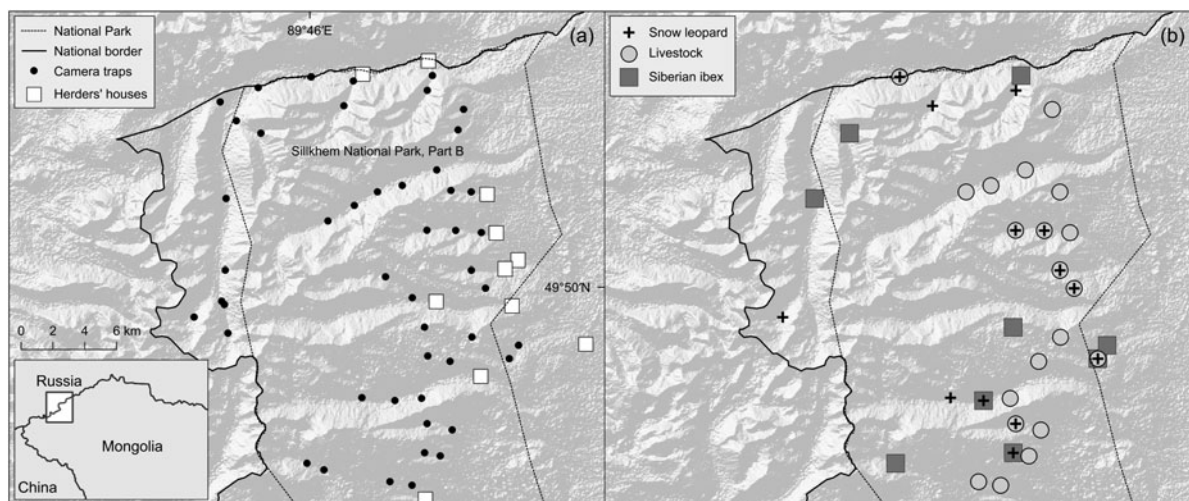 National Park
National border
Camera traps
Herders' houses
89°46'E
(a)
Sillkhem National Park, Part B
49°50'N
0 2 4 6 km
Russia
Mongolia
China
Snow leopard
Livestock
Siberian ibex
(b)